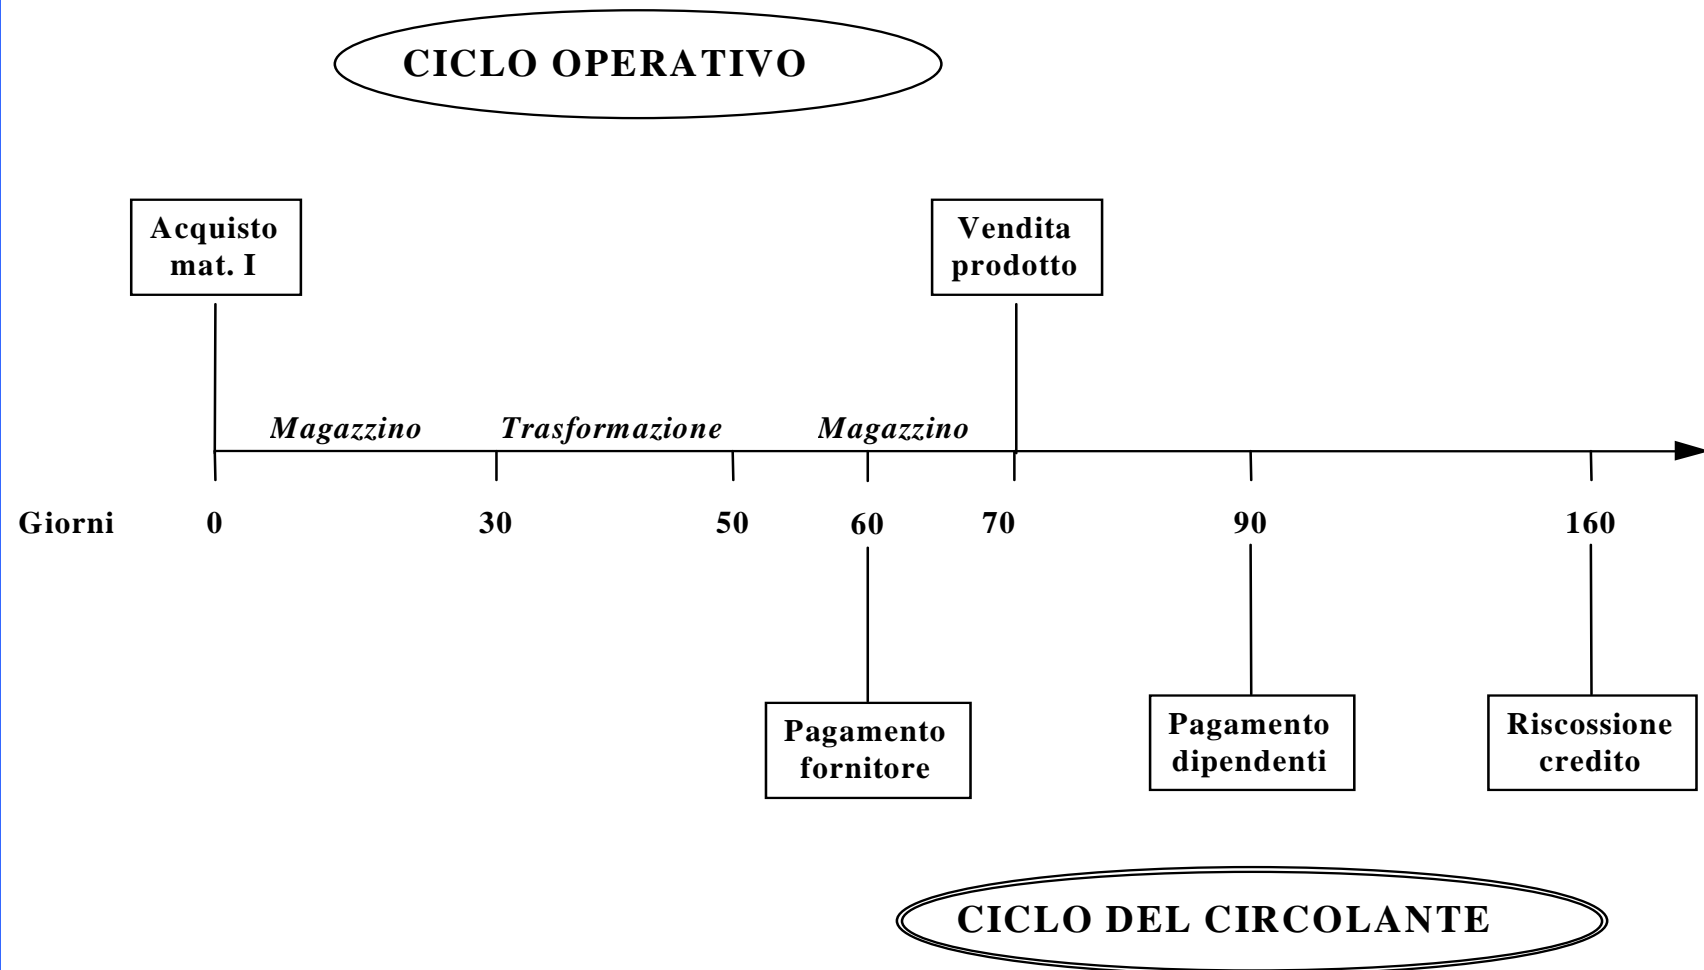 CICLO OPERATIVO
Acquisto
mat. I
Vendita
prodotto
Magazzino Trasformazione Magazzino
Giorni 0 30 50 60 70 90 160
Pagamento
fornitore
Pagamento
dipendenti
Riscossione
credito
CICLO DEL CIRCOLANTE